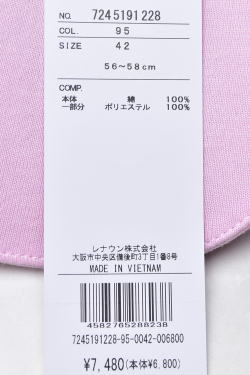 NO. 7245191228
COL. 95
SIZE 42
56～58cm
COMP.
本体 綿 100%
一部分 ポリエステル 100%
レナウン株式会社
大阪市中央区備後町3丁目1番8号
MADE IN VIETNAM
4582765288238
7245191228-95-0042-006800
¥7,480(本体¥6,800)